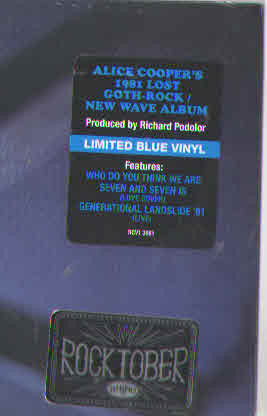 ALICE COOPER'S
1981 LOST
GOTH-ROCK /
NEW WAVE ALBUM
Produced by Richard Podolor
LIMITED BLUE VINYL
Features:
WHO DO YOU THINK WE ARE
SEVEN AND SEVEN IS
(LOVE COVER)
GENERATIONAL LANDSLIDE '81
(LIVE)
ROCKTOBER
rhino